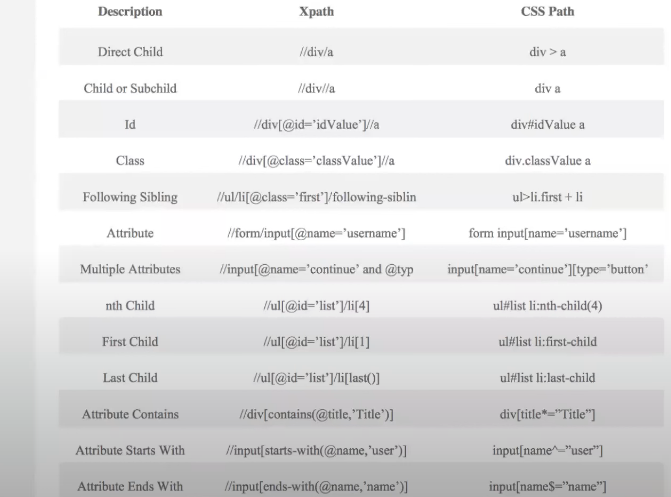 Description Xpath CSS Path
Direct Child //div/a div > a
Child or Subchild //div//a div a
Id //div[@id=’idValue’]//a div#idValue a
Class //div[@class=’classValue’]//a div.classValue a
Following Sibling //ul/li[@class=’first’]/following-siblin ul>li.first + li
Attribute //form/input[@name=’username’] form input[name=’username’]
Multiple Attributes //input[@name=’continue’ and @typ input[name=’continue’][type=’button’
nth Child //ul[@id=’list’]/li[4] ul#list li:nth-child(4)
First Child //ul[@id=’list’]/li[1] ul#list li:first-child
Last Child //ul[@id=’list’]/li[last()] ul#list li:last-child
Attribute Contains //div[contains(@title,’Title’)] div[title*=”Title”]
Attribute Starts With //input[starts-with(@name,’user’)] input[name^=”user”]
Attribute Ends With //input[ends-with(@name,’name’)] input[name$=”name”]